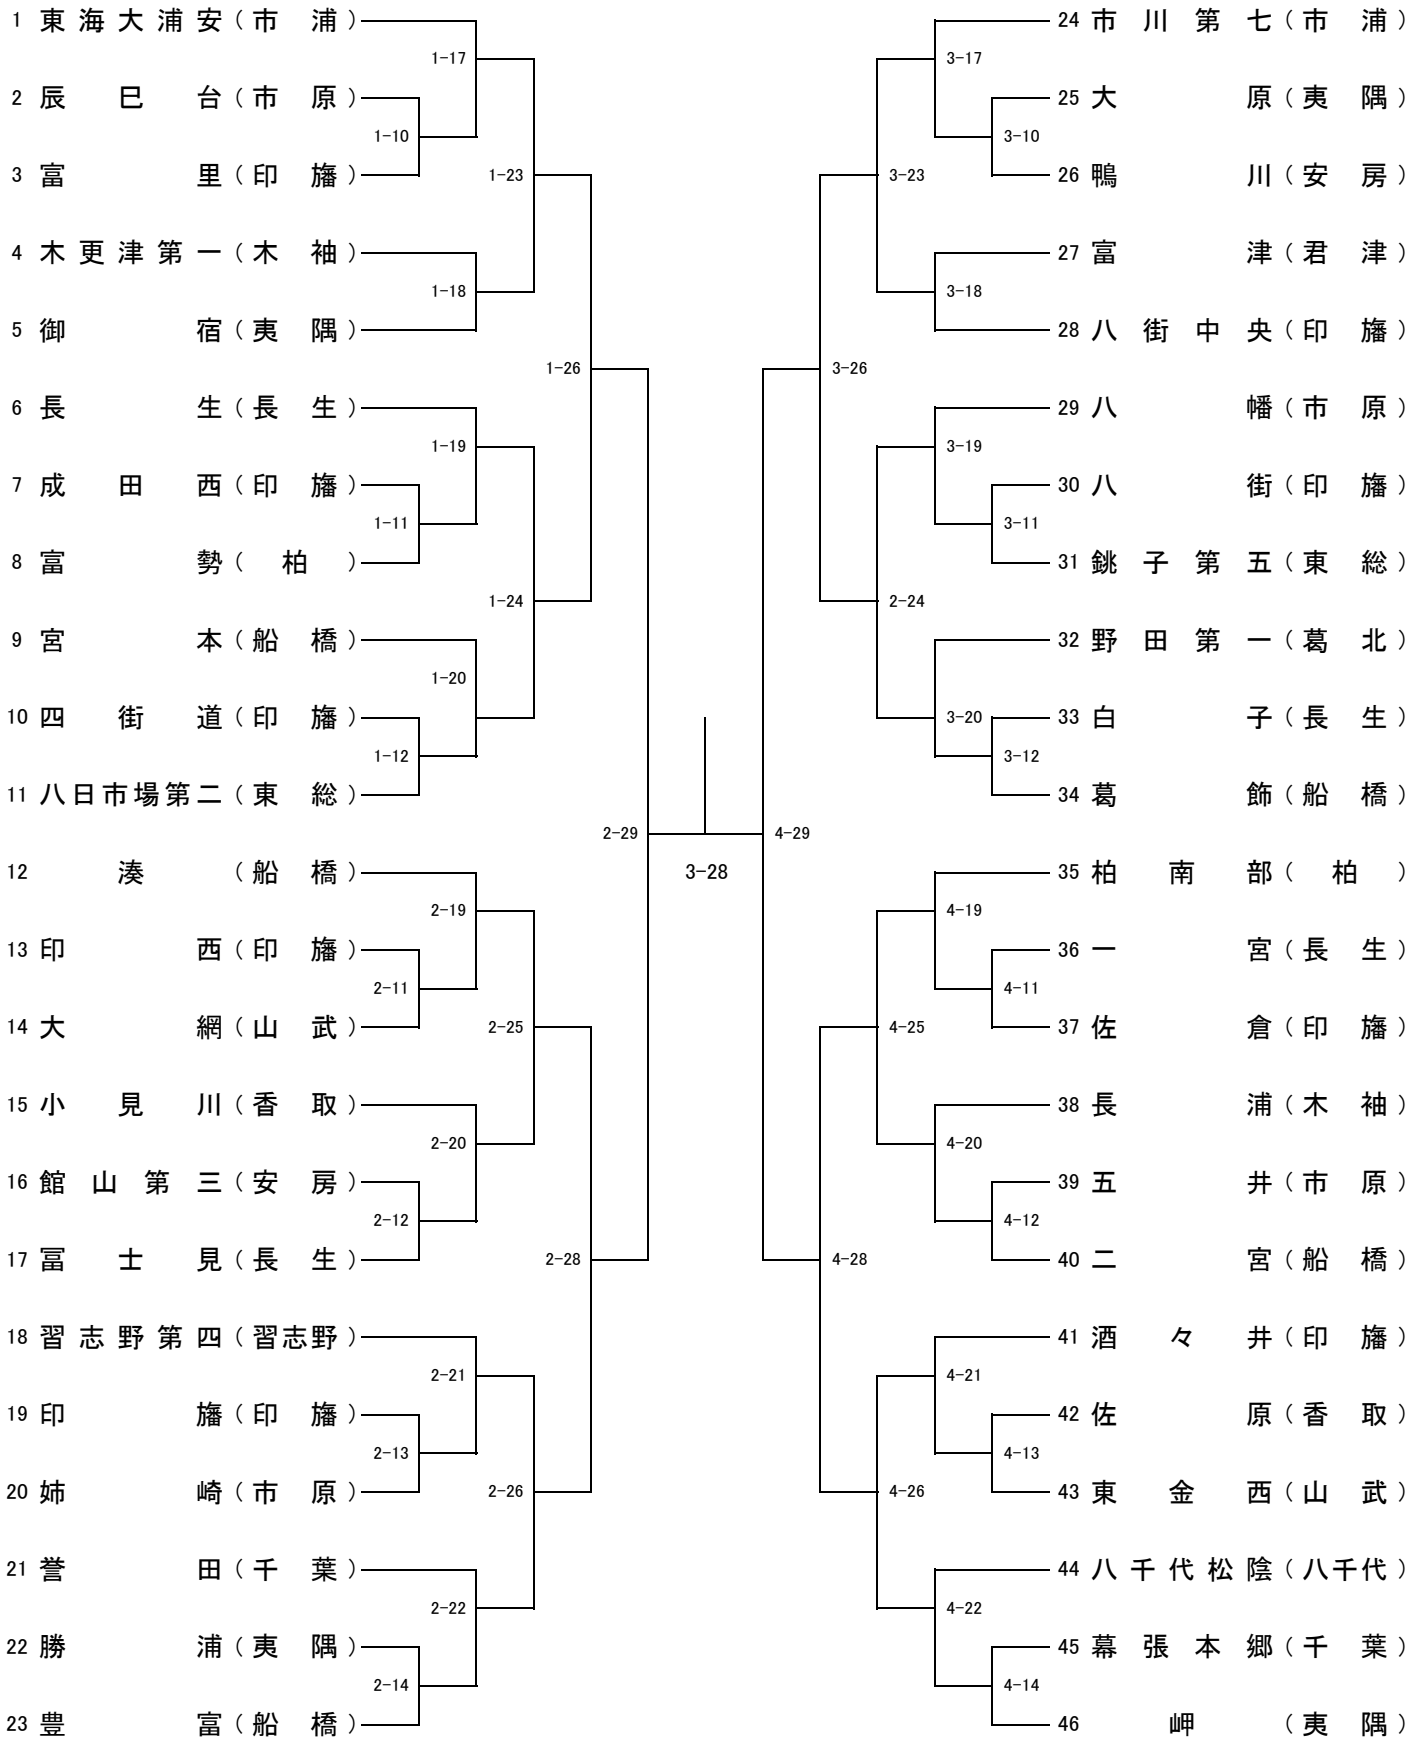 1 東海大浦安（市 浦）
1-17
2 辰巳台（市 原）
1-10
3 富里（印 旛）
1-23
4 木更津第一（木 袖）
1-18
5 御宿（夷 隅）
1-26
6 長生（長 生）
1-19
7 成田西（印 旛）
1-11
8 富勢（ 柏 ）
1-24
9 宮本（船 橋）
1-20
10 四街道（印 旛）
1-12
11 八日市場第二（東 総）
2-29
12 湊（船 橋）
2-19
13 印西（印 旛）
2-11
14 大網（山 武）
2-25
15 小見川（香 取）
2-20
16 館山第三（安 房）
2-12
17 冨士見（長 生）
2-28
18 習志野第四（習志野）
2-21
19 印旛（印 旛）
2-13
20 姉崎（市 原）
2-26
21 誉田（千 葉）
2-22
22 勝浦（夷 隅）
2-14
23 豊富（船 橋）
3-28
24 市川第七（市 浦）
3-17
25 大原（夷 隅）
3-10
26 鴨川（安 房）
3-23
27 富津（君 津）
3-18
28 八街中央（印 旛）
3-26
29 八幡（市 原）
3-19
30 八街（印 旛）
3-11
31 銚子第五（東 総）
2-24
32 野田第一（葛 北）
33 白子（長 生）
3-20
3-12
34 葛飾（船 橋）
4-29
35 柏南部（ 柏 ）
4-19
36 一宮（長 生）
4-11
37 佐倉（印 旛）
4-25
38 長浦（木 袖）
4-20
39 五井（市 原）
4-12
40 二宮（船 橋）
4-28
41 酒々井（印 旛）
4-21
42 佐原（香 取）
4-13
43 東金西（山 武）
4-26
44 八千代松陰（八千代）
4-22
45 幕張本郷（千 葉）
4-14
46 岬（夷 隅）